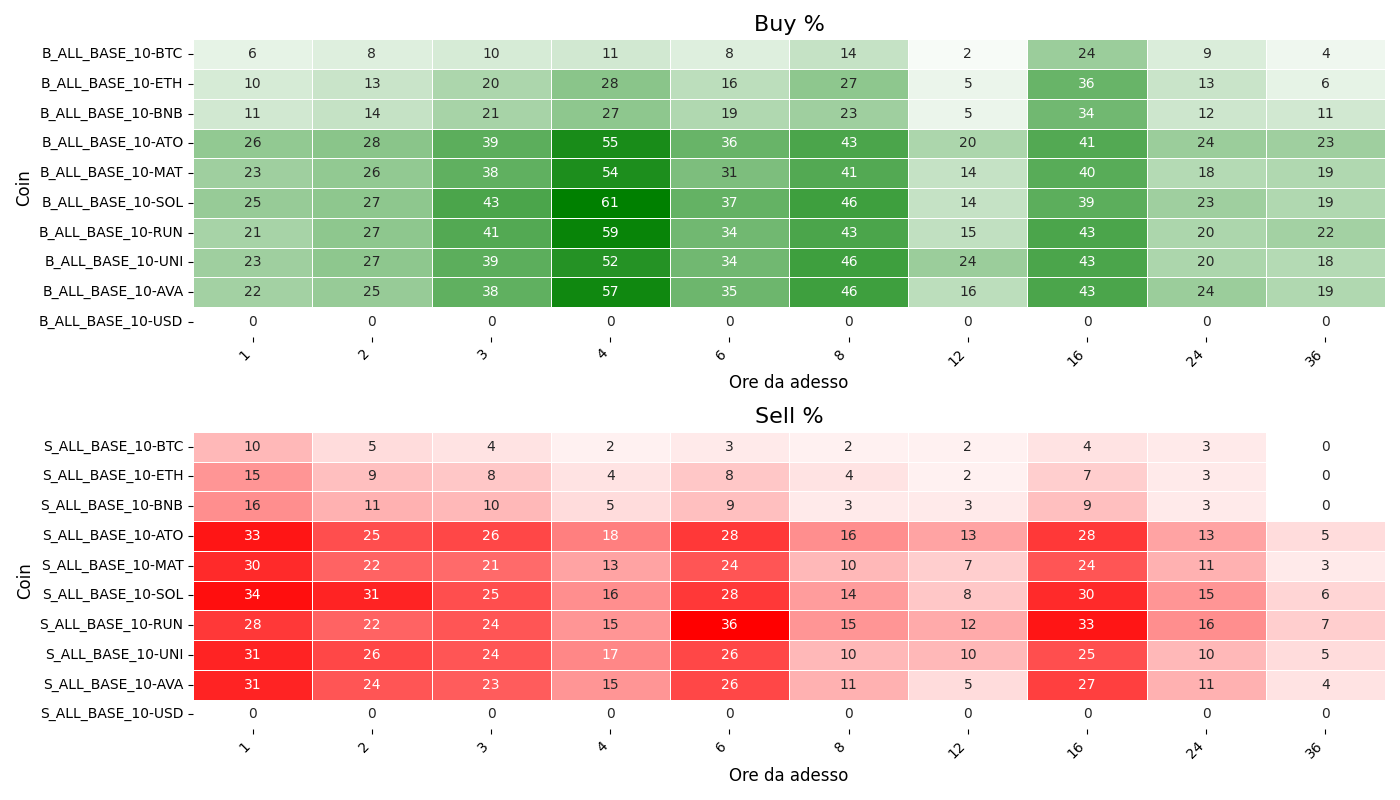 Buy %
Coin
B_ALL_BASE_10-BTC 6 8 10 11 8 14 2 24 9 4
B_ALL_BASE_10-ETH 10 13 20 28 16 27 5 36 13 6
B_ALL_BASE_10-BNB 11 14 21 27 19 23 5 34 12 11
B_ALL_BASE_10-ATO 26 28 39 55 36 43 20 41 24 23
B_ALL_BASE_10-MAT 23 26 38 54 31 41 14 40 18 19
B_ALL_BASE_10-SOL 25 27 43 61 37 46 14 39 23 19
B_ALL_BASE_10-RUN 21 27 41 59 34 43 15 43 20 22
B_ALL_BASE_10-UNI 23 27 39 52 34 46 24 43 20 18
B_ALL_BASE_10-AVA 22 25 38 57 35 46 16 43 24 19
B_ALL_BASE_10-USD 0 0 0 0 0 0 0 0 0 0
1 2 3 4 6 8 12 16 24 36
Ore da adesso
Sell %
Coin
S_ALL_BASE_10-BTC 10 5 4 2 3 2 2 4 3 0
S_ALL_BASE_10-ETH 15 9 8 4 8 4 2 7 3 0
S_ALL_BASE_10-BNB 16 11 10 5 9 3 3 9 3 0
S_ALL_BASE_10-ATO 33 25 26 18 28 16 13 28 13 5
S_ALL_BASE_10-MAT 30 22 21 13 24 10 7 24 11 3
S_ALL_BASE_10-SOL 34 31 25 16 28 14 8 30 15 6
S_ALL_BASE_10-RUN 28 22 24 15 36 15 12 33 16 7
S_ALL_BASE_10-UNI 31 26 24 17 26 10 10 25 10 5
S_ALL_BASE_10-AVA 31 24 23 15 26 11 5 27 11 4
S_ALL_BASE_10-USD 0 0 0 0 0 0 0 0 0 0
1 2 3 4 6 8 12 16 24 36
Ore da adesso